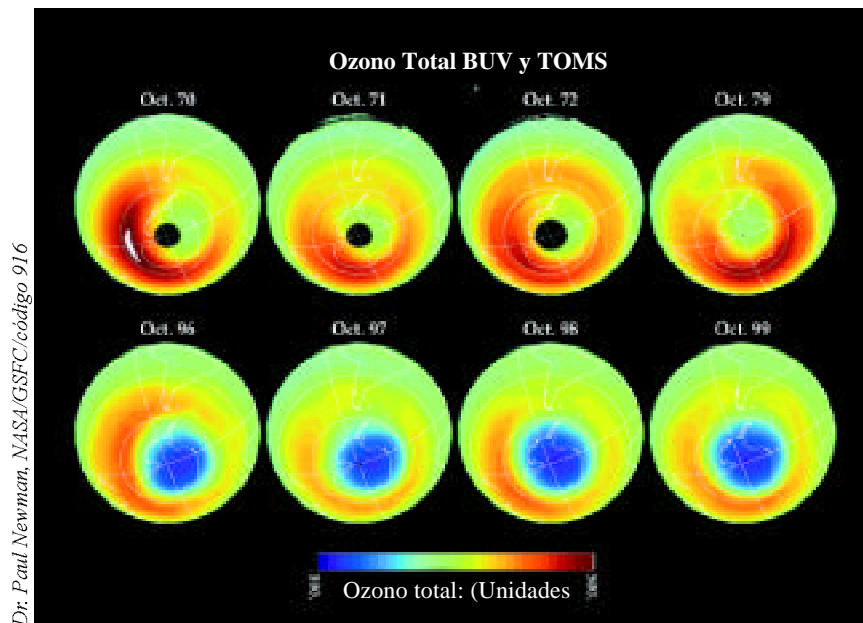 Ozono Total BUV y TOMS
Oct. 70
Oct. 71
Oct. 72
Oct. 79
Oct. 96
Oct. 97
Oct. 98
Oct. 99
Ozono total: (Unidades
Dr. Paul Newman, NASA/GSFC/código 916